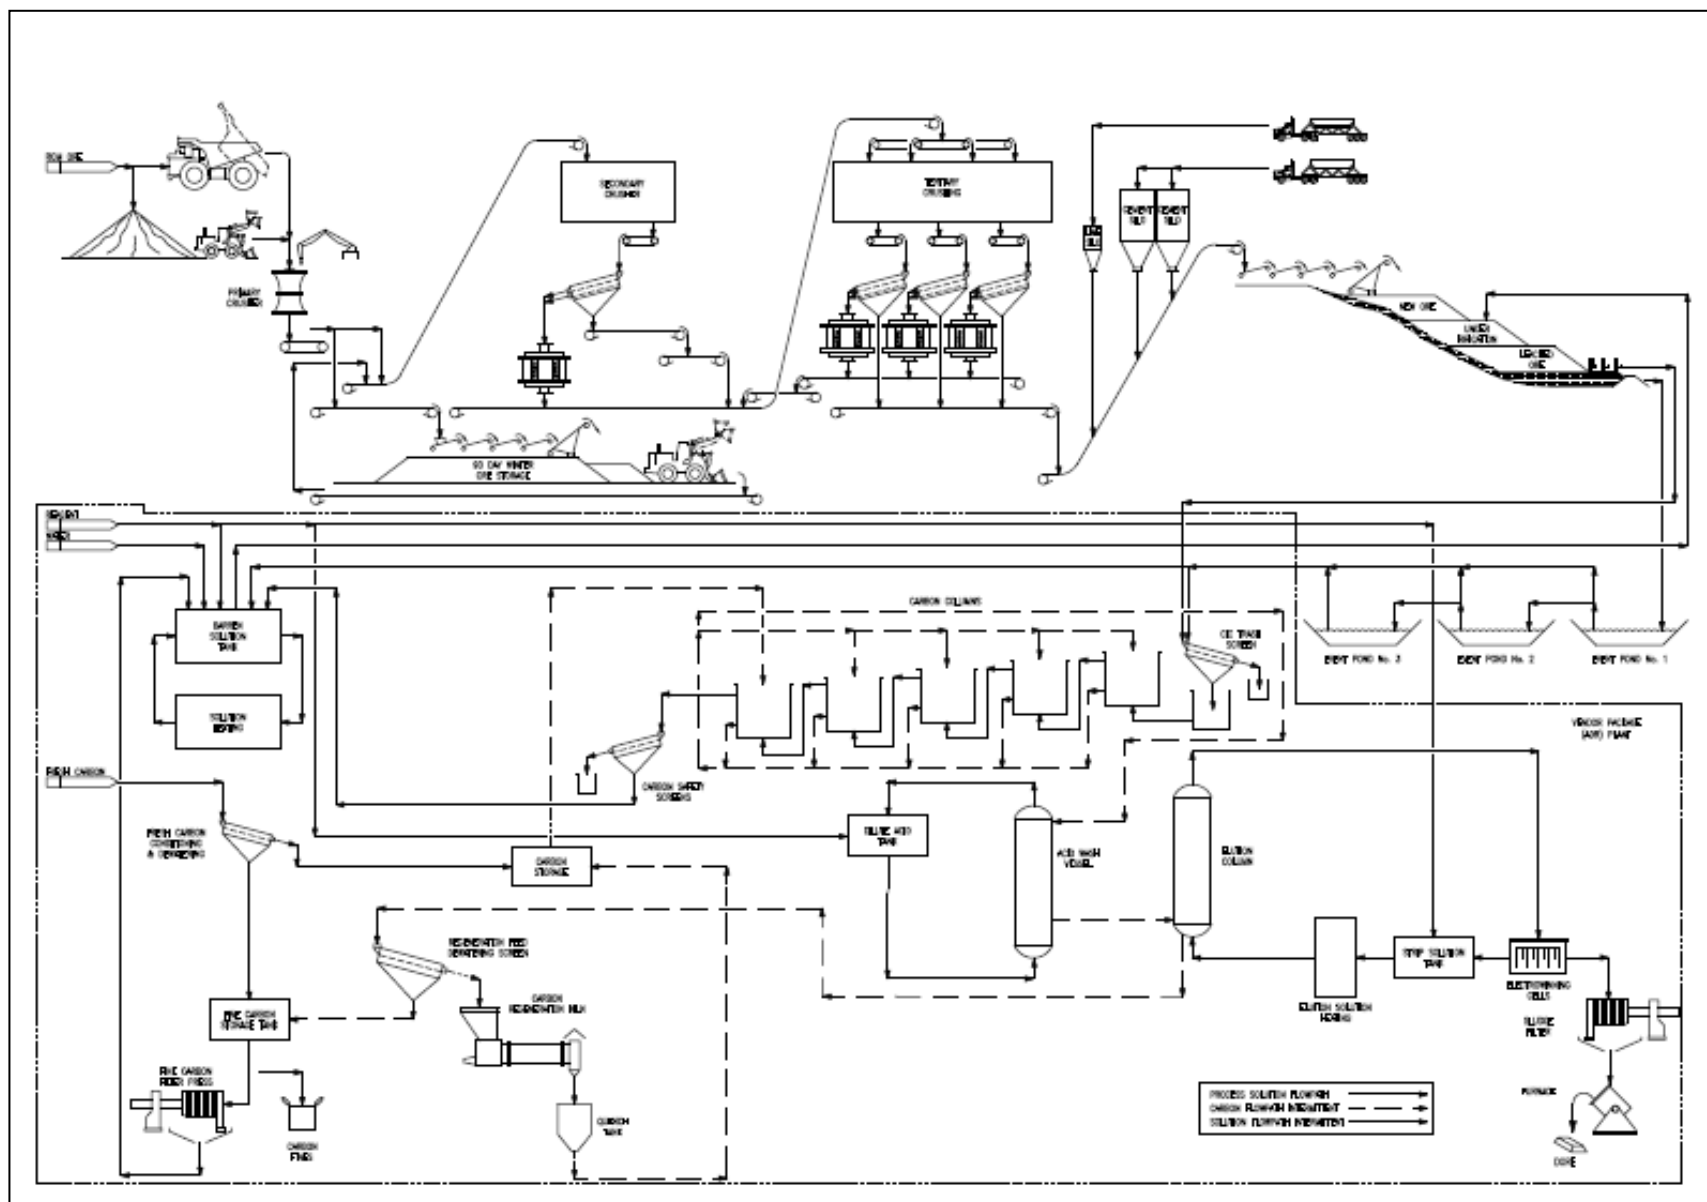 ROM ORE
PRIMARY
CRUSHER
SECONDARY
CRUSHER
TERTIARY
CRUSHING
CEMENT
SILO
CEMENT
SILO
SILO
NEW ORE
UNDER
IRRIGATION
LEACHED
ORE
90 DAY WINTER
ORE STORAGE
REAGENT
WATER
BARREN
SOLUTION
TANK
SOLUTION
HEATING
CARBON COLUMNS
CIC TRASH
SCREEN
EVENT POND No. 3
EVENT POND No. 2
EVENT POND No. 1
VENDOR PACKAGE
(ADR) PLANT
FRESH CARBON
FRESH CARBON
CONDITIONING
& DEWATERING
CARBON SAFETY
SCREENS
CARBON
STORAGE
DILUTE ACID
TANK
ACID WASH
VESSEL
ELUTION
COLUMN
REGENERATION FEED
DEWATERING SCREEN
CARBON
REGENERATION KILN
FINE CARBON
STORAGE TANK
FINE CARBON
FILTER PRESS
CARBON
FINES
QUENCH
TANK
ELUTION SOLUTION
HEATING
STRIP SOLUTION
TANK
ELECTROWINNING
CELLS
SLUDGE
FILTER
FURNACE
DORE
PROCESS SOLUTION FLOWPATH
CARBON FLOWPATH INTERMITTENT
SOLUTION FLOWPATH INTERMITTENT